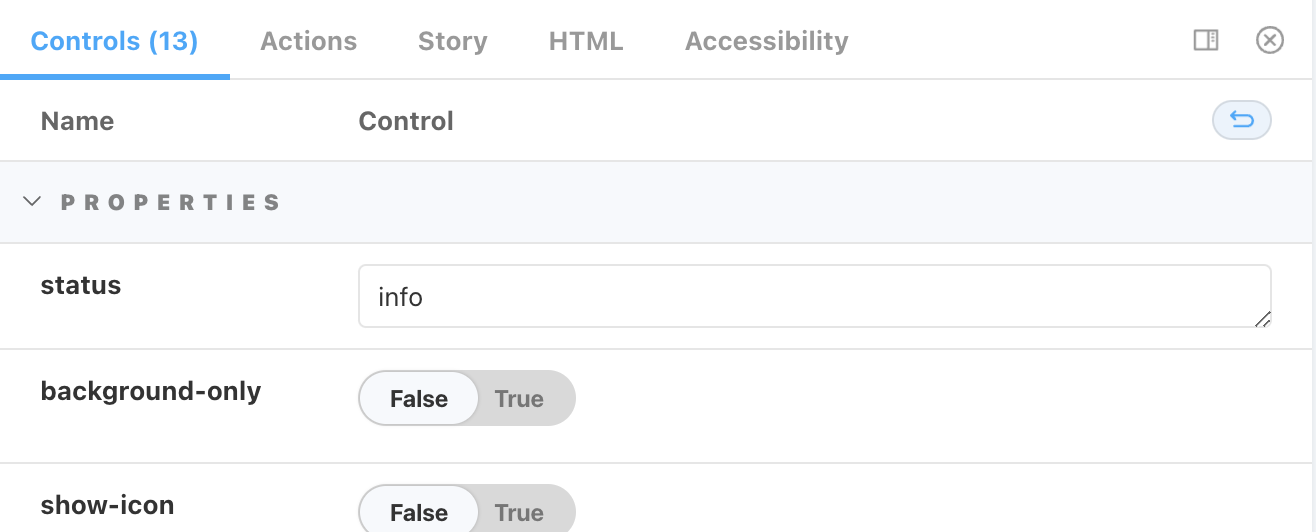 Controls (13) Actions Story HTML Accessibility
Name Control
PROPERTIES
status info
background-only False True
show-icon False True